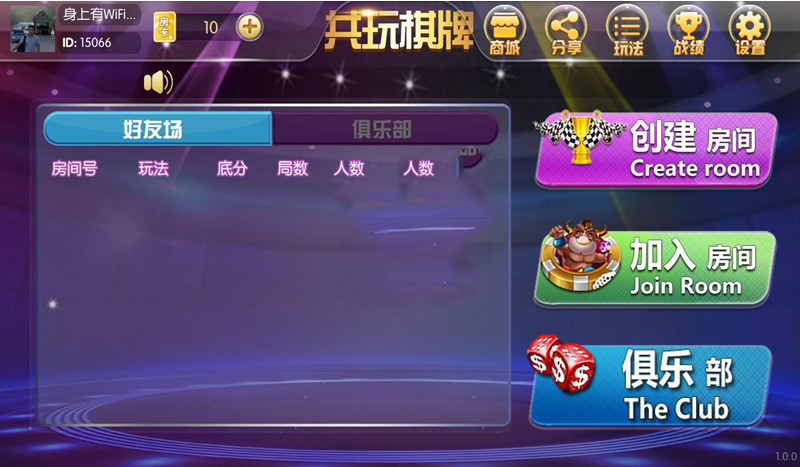 身上有WiFi...
ID: 15066
房卡
10
共玩棋牌
商城
分享
玩法
战绩
设置
好友场
俱乐部
房间号 玩法 底分 局数 人数 人数
创建 房间
Create room
加入 房间
Join Room
俱乐 部
The Club
1.0.0